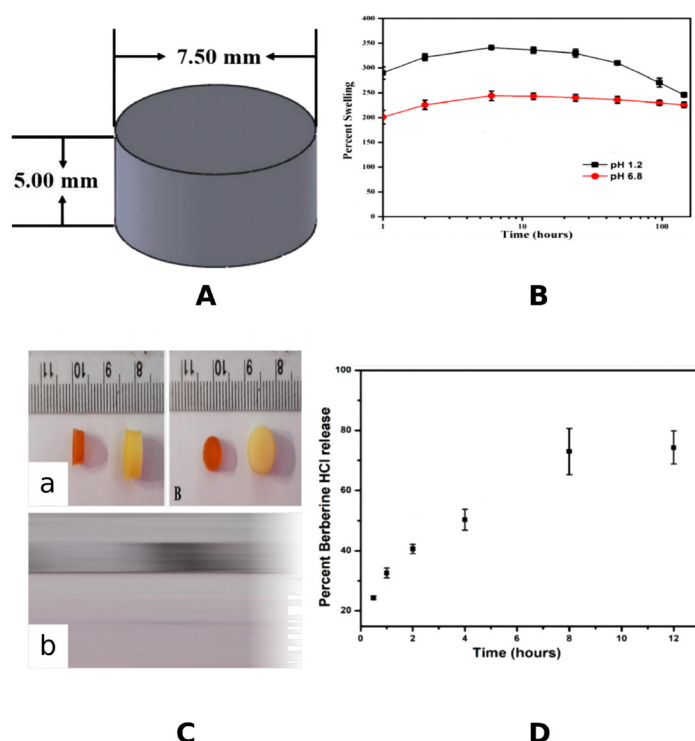 7.50 mm
5.00 mm
A
400
350
300
250
200
150
100
50
0
1
10
100
Percent Swelling
Time (hours)
pH 1.2
pH 6.8
B
11
10
9
8
11
10
9
8
B
a
b
C
100
80
60
40
20
0
2
4
6
8
10
12
Percent Berberine HCl release
Time (hours)
D